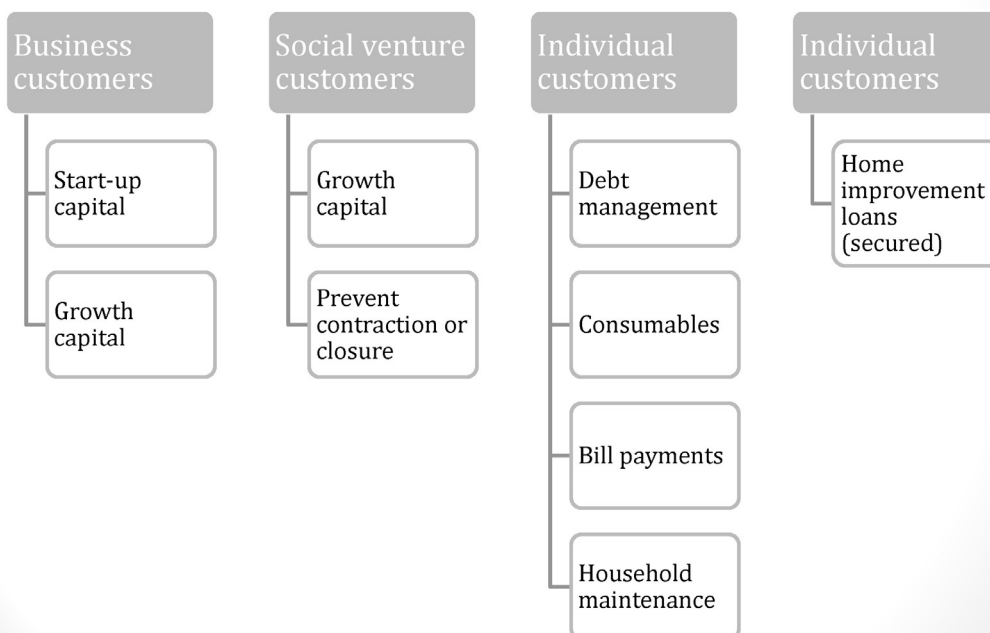 Business
customers
Start-up
capital
Growth
capital
Social venture
customers
Growth
capital
Prevent
contraction or
closure
Individual
customers
Debt
management
Consumables
Bill payments
Household
maintenance
Individual
customers
Home
improvement
loans
(secured)